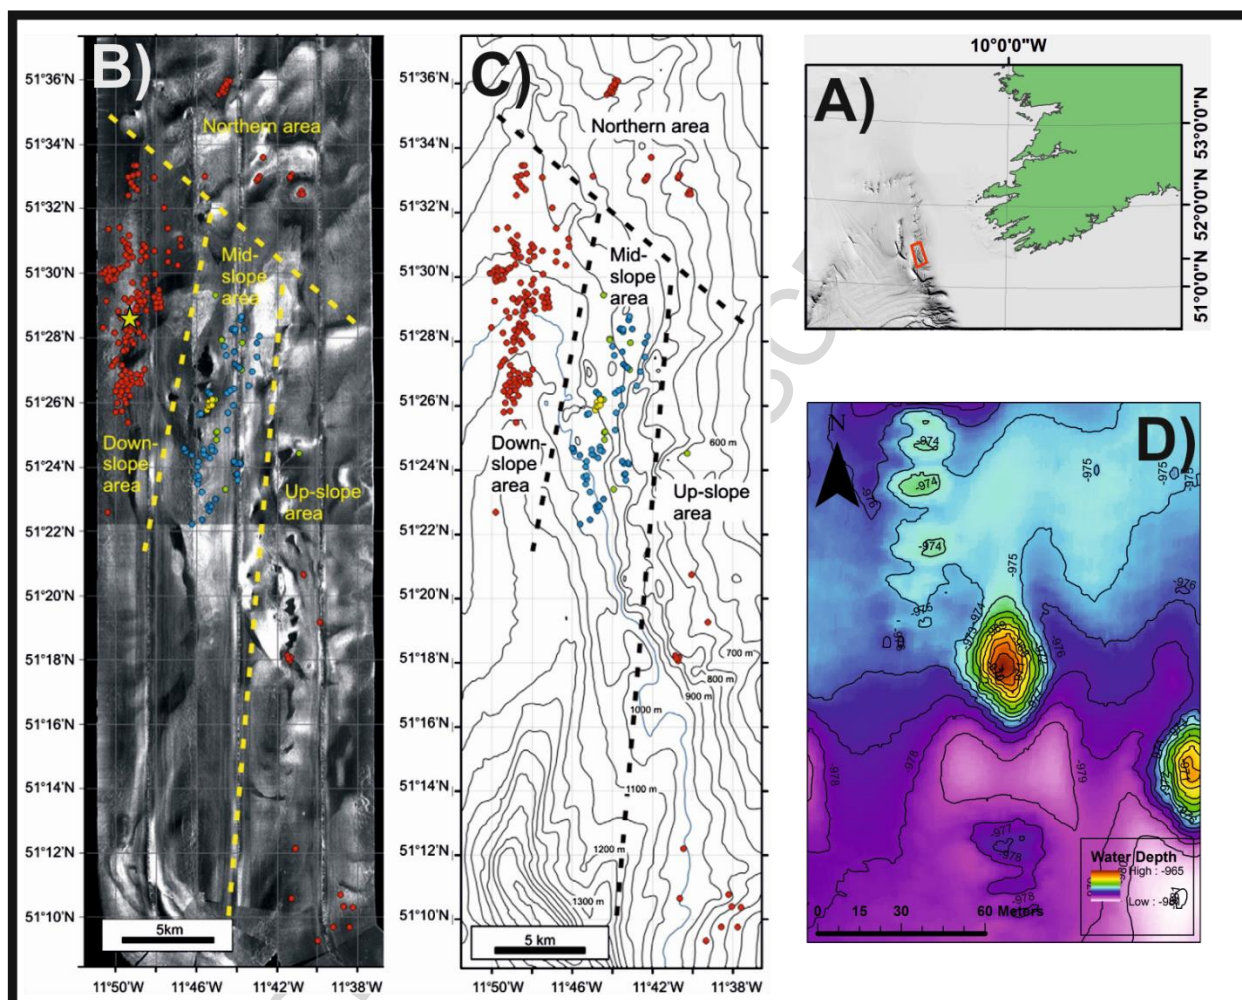 B)
51°36'N
51°34'N
51°32'N
51°30'N
51°28'N
51°26'N
51°24'N
51°22'N
51°20'N
51°18'N
51°16'N
51°14'N
51°12'N
51°10'N
Northern area
Mid-
slope
area
Down-
slope
area
Up-slope
area
5km
11°50'W 11°46'W 11°42'W 11°38'W
C)
51°36'N
51°34'N
51°32'N
51°30'N
51°28'N
51°26'N
51°24'N
51°22'N
51°20'N
51°18'N
51°16'N
51°14'N
51°12'N
51°10'N
Northern area
Mid-
slope
area
600 m
Down-
slope
area
Up-slope
area
700 m
800 m
900 m
1000 m
1100 m
1200 m
1300 m
5 km
11°50'W 11°46'W 11°42'W 11°38'W
10°0'0"W
A)
53°0'0"N
52°0'0"N
51°0'0"N
D)
N
-974
-975
-975
-975
-974
-976
-974
-975
-975
-976
-974
-973
-976
-978
-978
-979
-977
-978
-978
Water Depth
High : -965
0 15 30 60 Meters